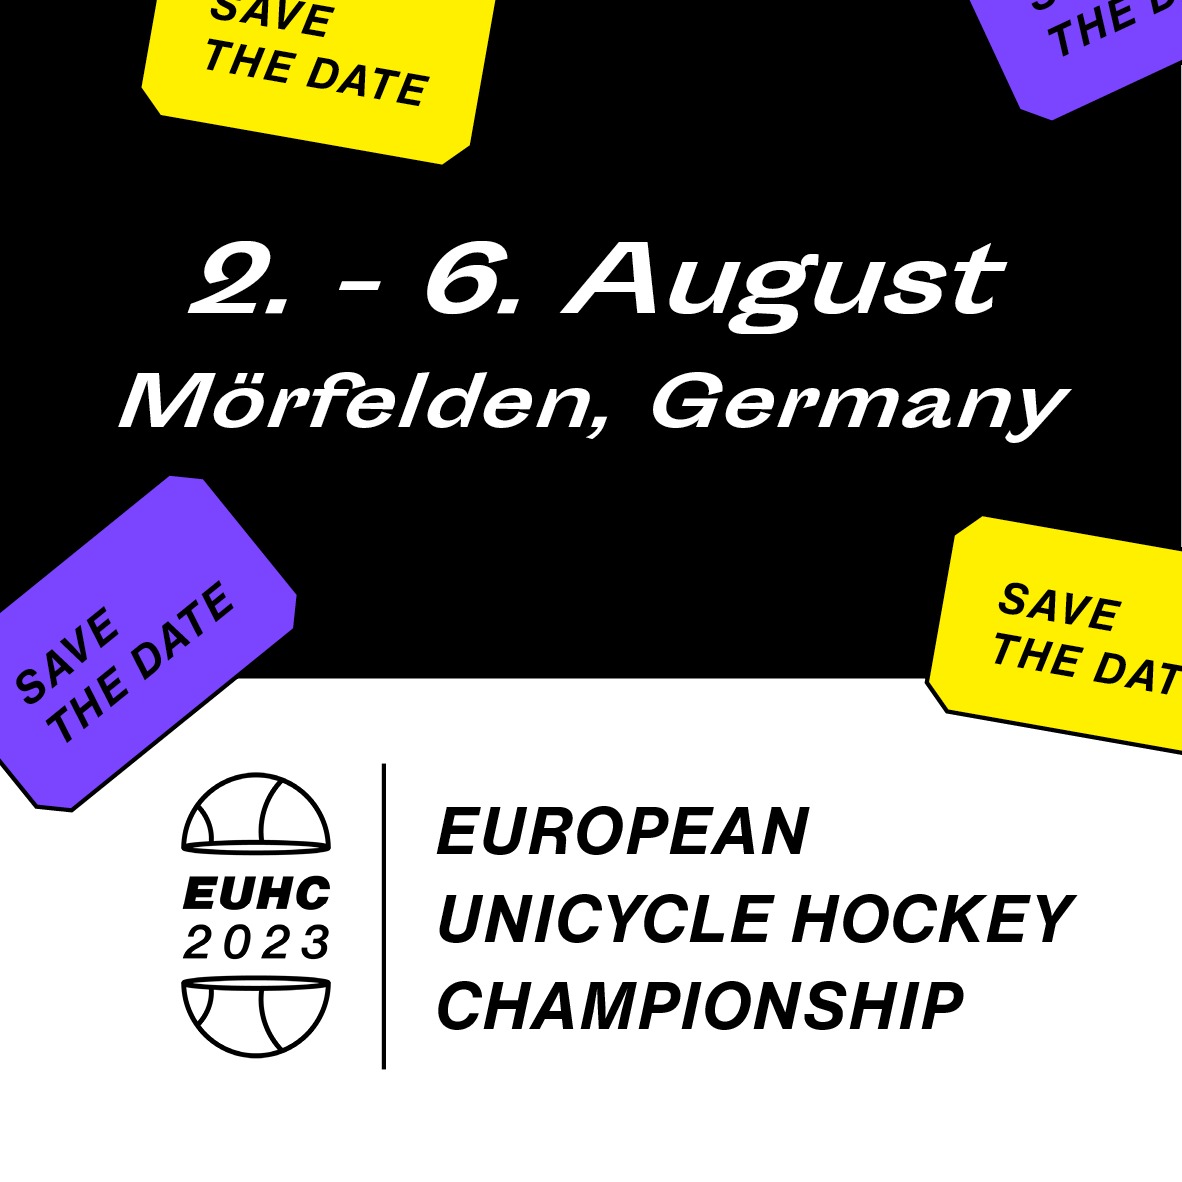 SAVE
THE DATE
THE D
2. - 6. August
Mörfelden, Germany
SAVE
THE DATE
SAVE
THE DAT
EUHC
2023
EUROPEAN
UNICYCLE HOCKEY
CHAMPIONSHIP